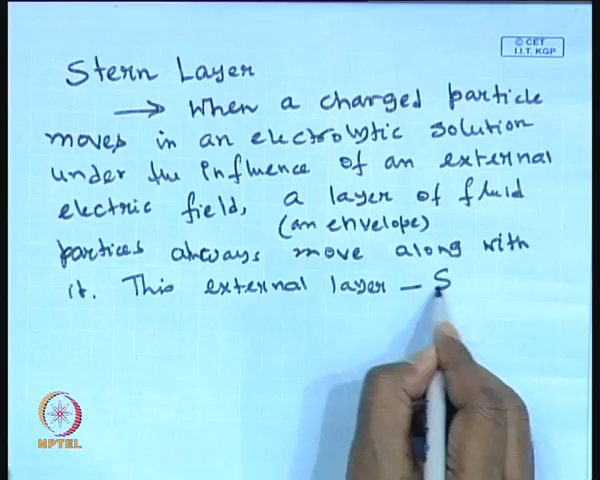 © CET
I.I.T. KGP
Stern Layer
→ When a charged particle
moves in an electrolytic solution
under the influence of an external
electric field, a layer of fluid
(an envelope)
partices always move along with
it. This external layer – S
NPTEL